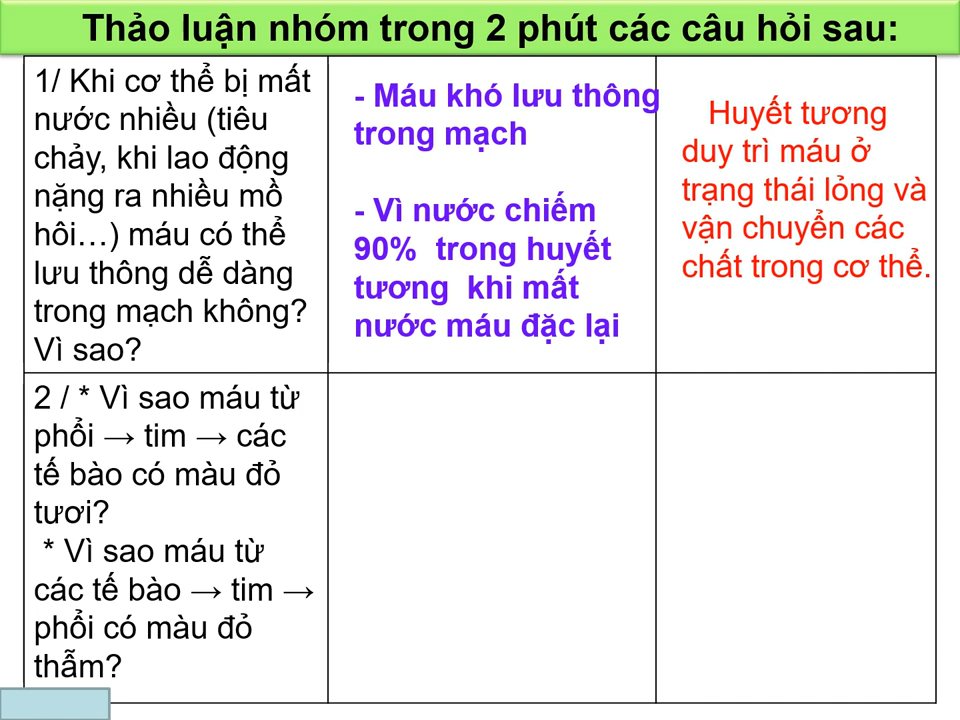 Thảo luận nhóm trong 2 phút các câu hỏi sau:
1/ Khi cơ thể bị mất
nước nhiều (tiêu
chảy, khi lao động
nặng ra nhiều mồ
hôi…) máu có thể
lưu thông dễ dàng
trong mạch không?
Vì sao?
- Máu khó lưu thông
trong mạch
- Vì nước chiếm
90% trong huyết
tương khi mất
nước máu đặc lại
Huyết tương
duy trì máu ở
trạng thái lỏng và
vận chuyển các
chất trong cơ thể.
2 / * Vì sao máu từ
phổi → tim → các
tế bào có màu đỏ
tươi?
* Vì sao máu từ
các tế bào → tim →
phổi có màu đỏ
thẫm?